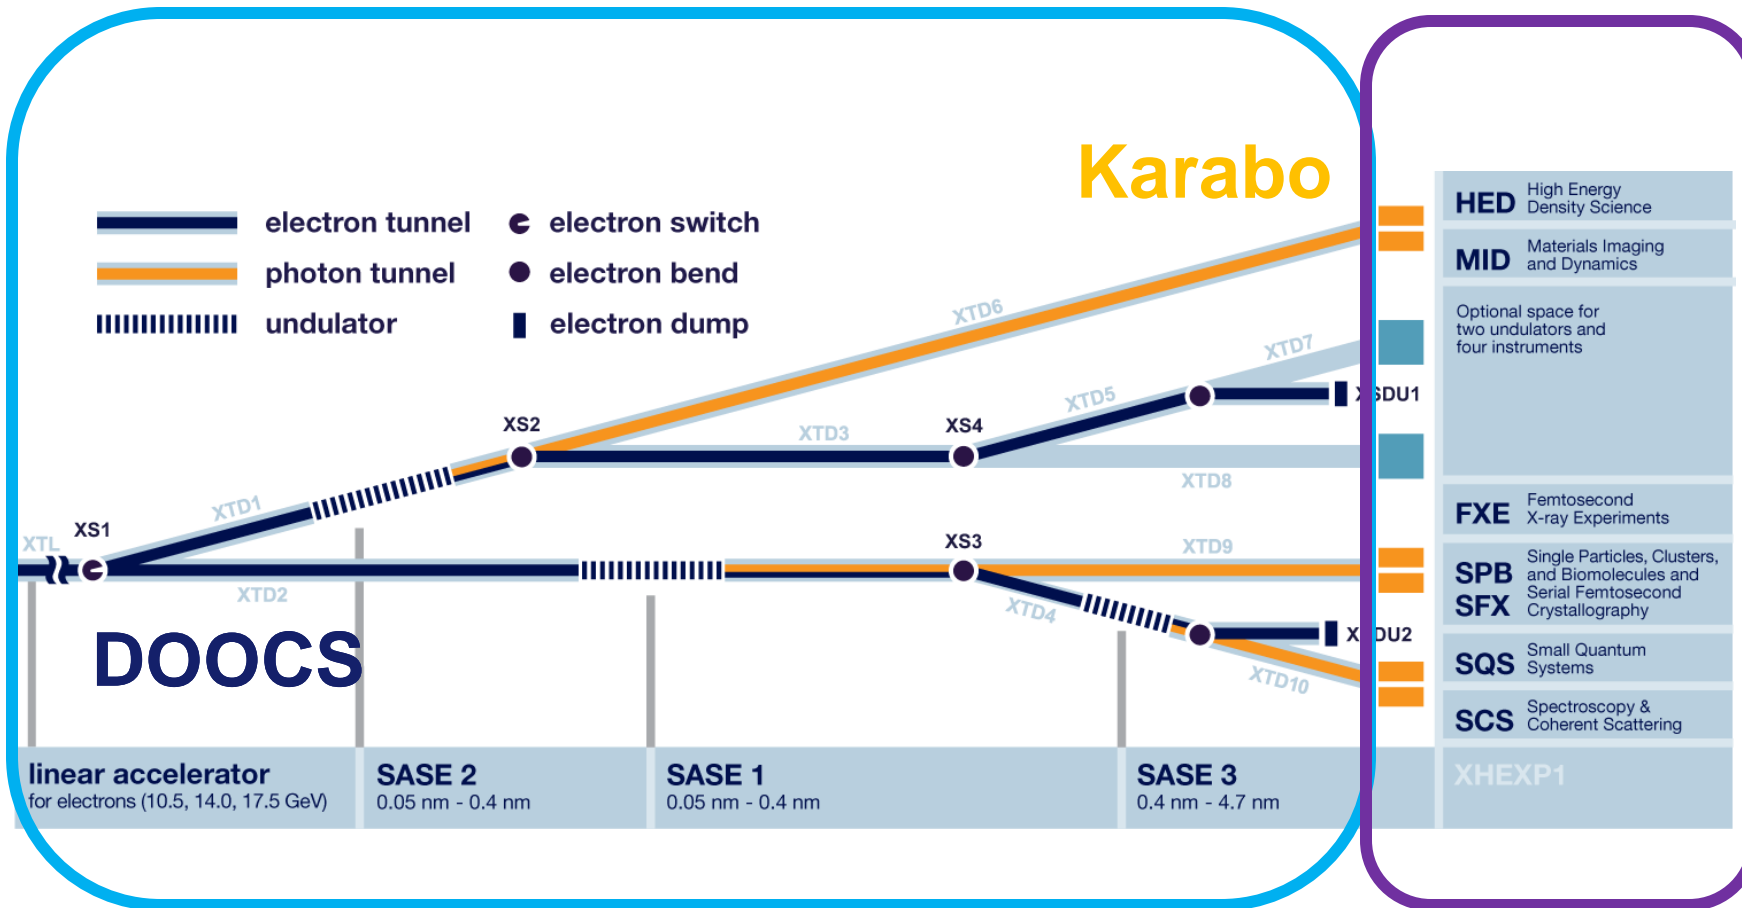 Karabo
electron tunnel
electron switch
photon tunnel
electron bend
undulator
electron dump
XTD6
XTD7
XTD5
XS2
XS4
XTD3
XTD8
XTD1
XS1
XTL
XTD2
XS3
XTD9
XTD4
XTD10
DOOCS
linear accelerator
for electrons (10.5, 14.0, 17.5 GeV)
SASE 2
0.05 nm - 0.4 nm
SASE 1
0.05 nm - 0.4 nm
SASE 3
0.4 nm - 4.7 nm
HED
High Energy
Density Science
MID
Materials Imaging
and Dynamics
Optional space for
two undulators and
four instruments
XSDU1
FXE
Femtosecond
X-ray Experiments
SPB
SFX
Single Particles, Clusters,
and Biomolecules and
Serial Femtosecond
Crystallography
XSDU2
SQS
Small Quantum
Systems
SCS
Spectroscopy &
Coherent Scattering
XHEXP1